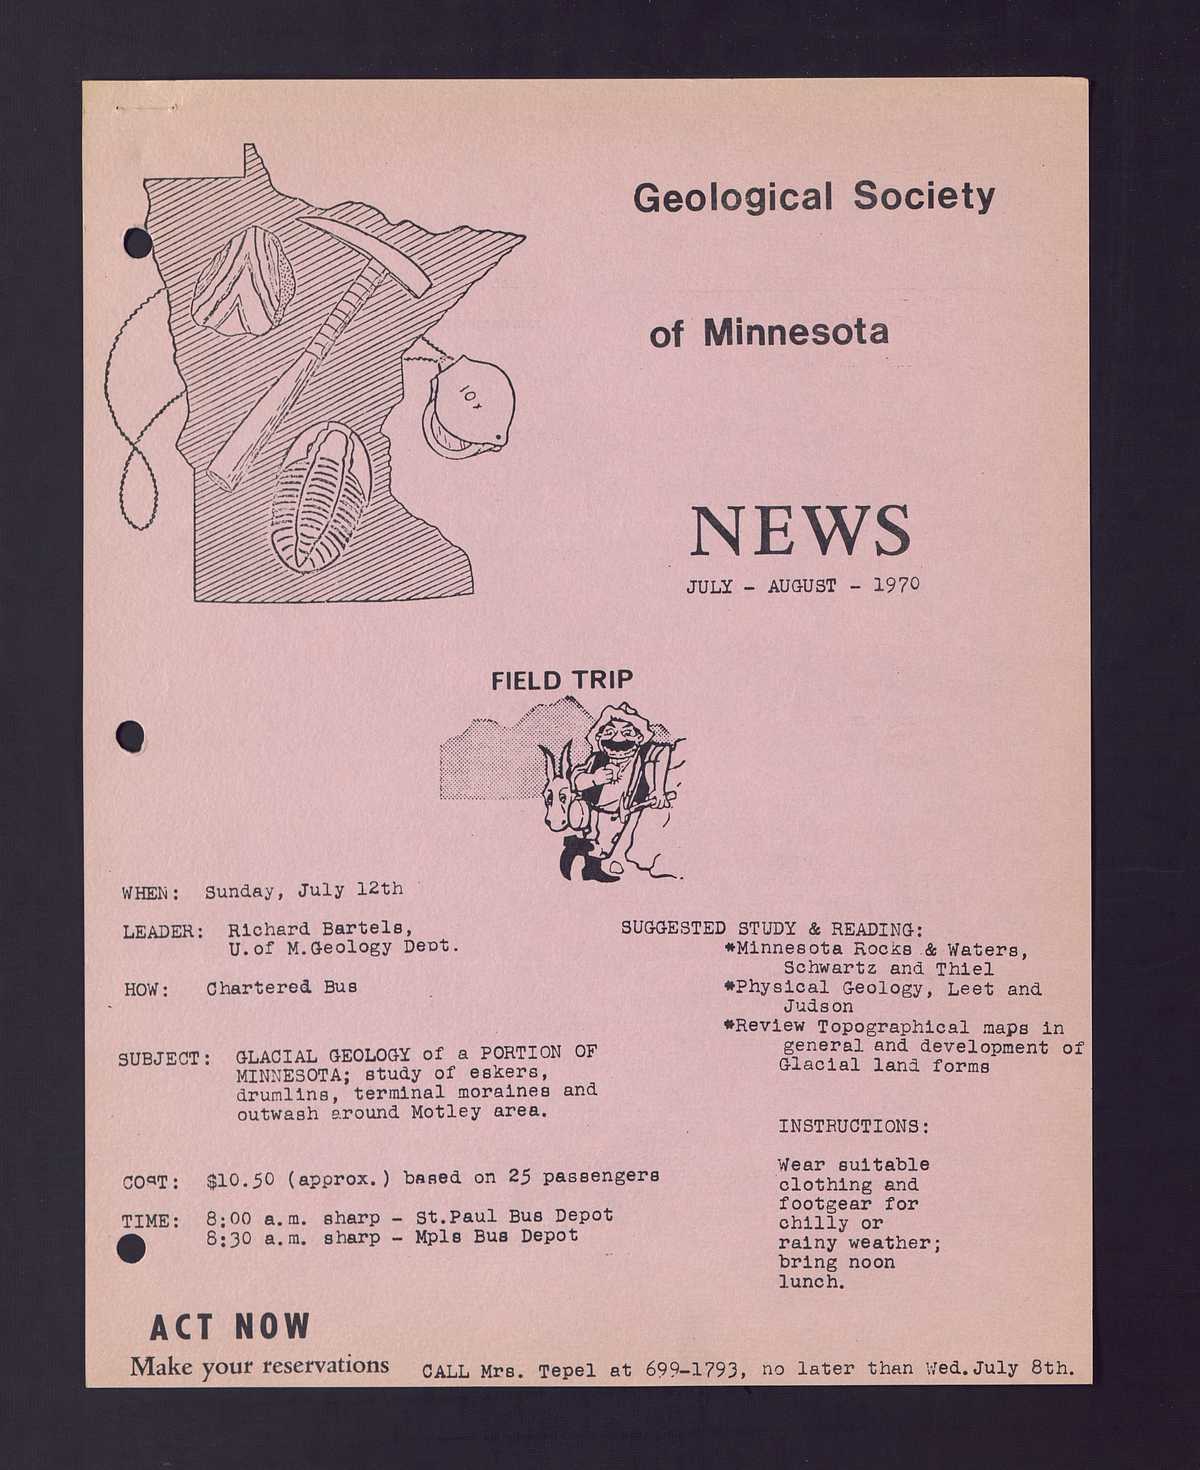 Geological Society
of Minnesota
10x
NEWS
JULY - AUGUST - 1970
FIELD TRIP
WHEN: Sunday, July 12th
LEADER: Richard Bartels,
U.of M.Geology Dept.
HOW: Chartered Bus
SUBJECT: GLACIAL GEOLOGY of a PORTION OF
MINNESOTA; study of eskers,
drumlins, terminal moraines and
outwash around Motley area.
COST: $10.50 (approx.) based on 25 passengers
TIME: 8:00 a.m. sharp - St.Paul Bus Depot
8:30 a.m. sharp - Mpls Bus Depot
SUGGESTED STUDY & READING:
*Minnesota Rocks & Waters,
Schwartz and Thiel
*Physical Geology, Leet and
Judson
*Review Topographical maps in
general and development of
Glacial land forms
INSTRUCTIONS:
Wear suitable
clothing and
footgear for
chilly or
rainy weather;
bring noon
lunch.
ACT NOW
Make your reservations CALL Mrs. Tepel at 699-1793, no later than Wed.July 8th.